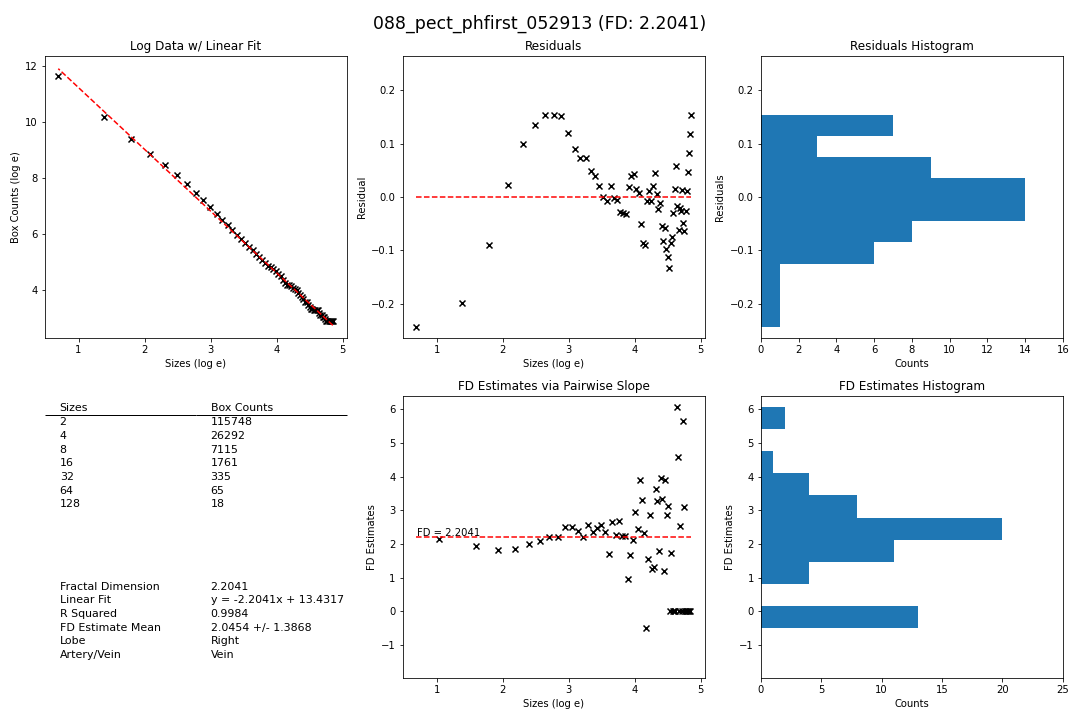 088_pect_phfirst_052913 (FD: 2.2041)
Log Data w/ Linear Fit
Box Counts (log e)
12
10
8
6
4
1 2 3 4 5
Sizes (log e)
Residuals
Residual
0.2
0.1
0.0
−0.1
−0.2
1 2 3 4 5
Sizes (log e)
Residuals Histogram
Residuals
0.2
0.1
0.0
−0.1
−0.2
0 2 4 6 8 10 12 14 16
Counts
Sizes Box Counts
2 115748
4 26292
8 7115
16 1761
32 335
64 65
128 18
Fractal Dimension 2.2041
Linear Fit y = -2.2041x + 13.4317
R Squared 0.9984
FD Estimate Mean 2.0454 +/- 1.3868
Lobe Right
Artery/Vein Vein
FD Estimates via Pairwise Slope
FD Estimates
6
5
4
3
2
1
0
−1
FD = 2.2041
1 2 3 4 5
Sizes (log e)
FD Estimates Histogram
FD Estimates
6
5
4
3
2
1
0
−1
0 5 10 15 20 25
Counts